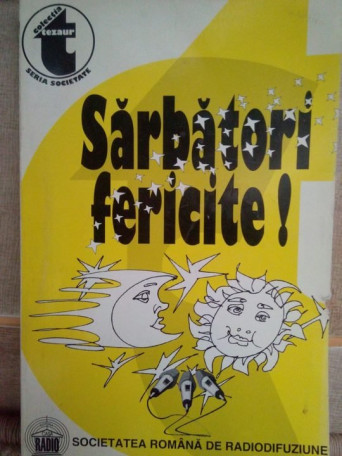 colecția
tezaur
t
SERIA SOCIETATE
Sărbători
fericite!
RADIO
SOCIETATEA ROMÂNĂ DE RADIODIFUZIUNE